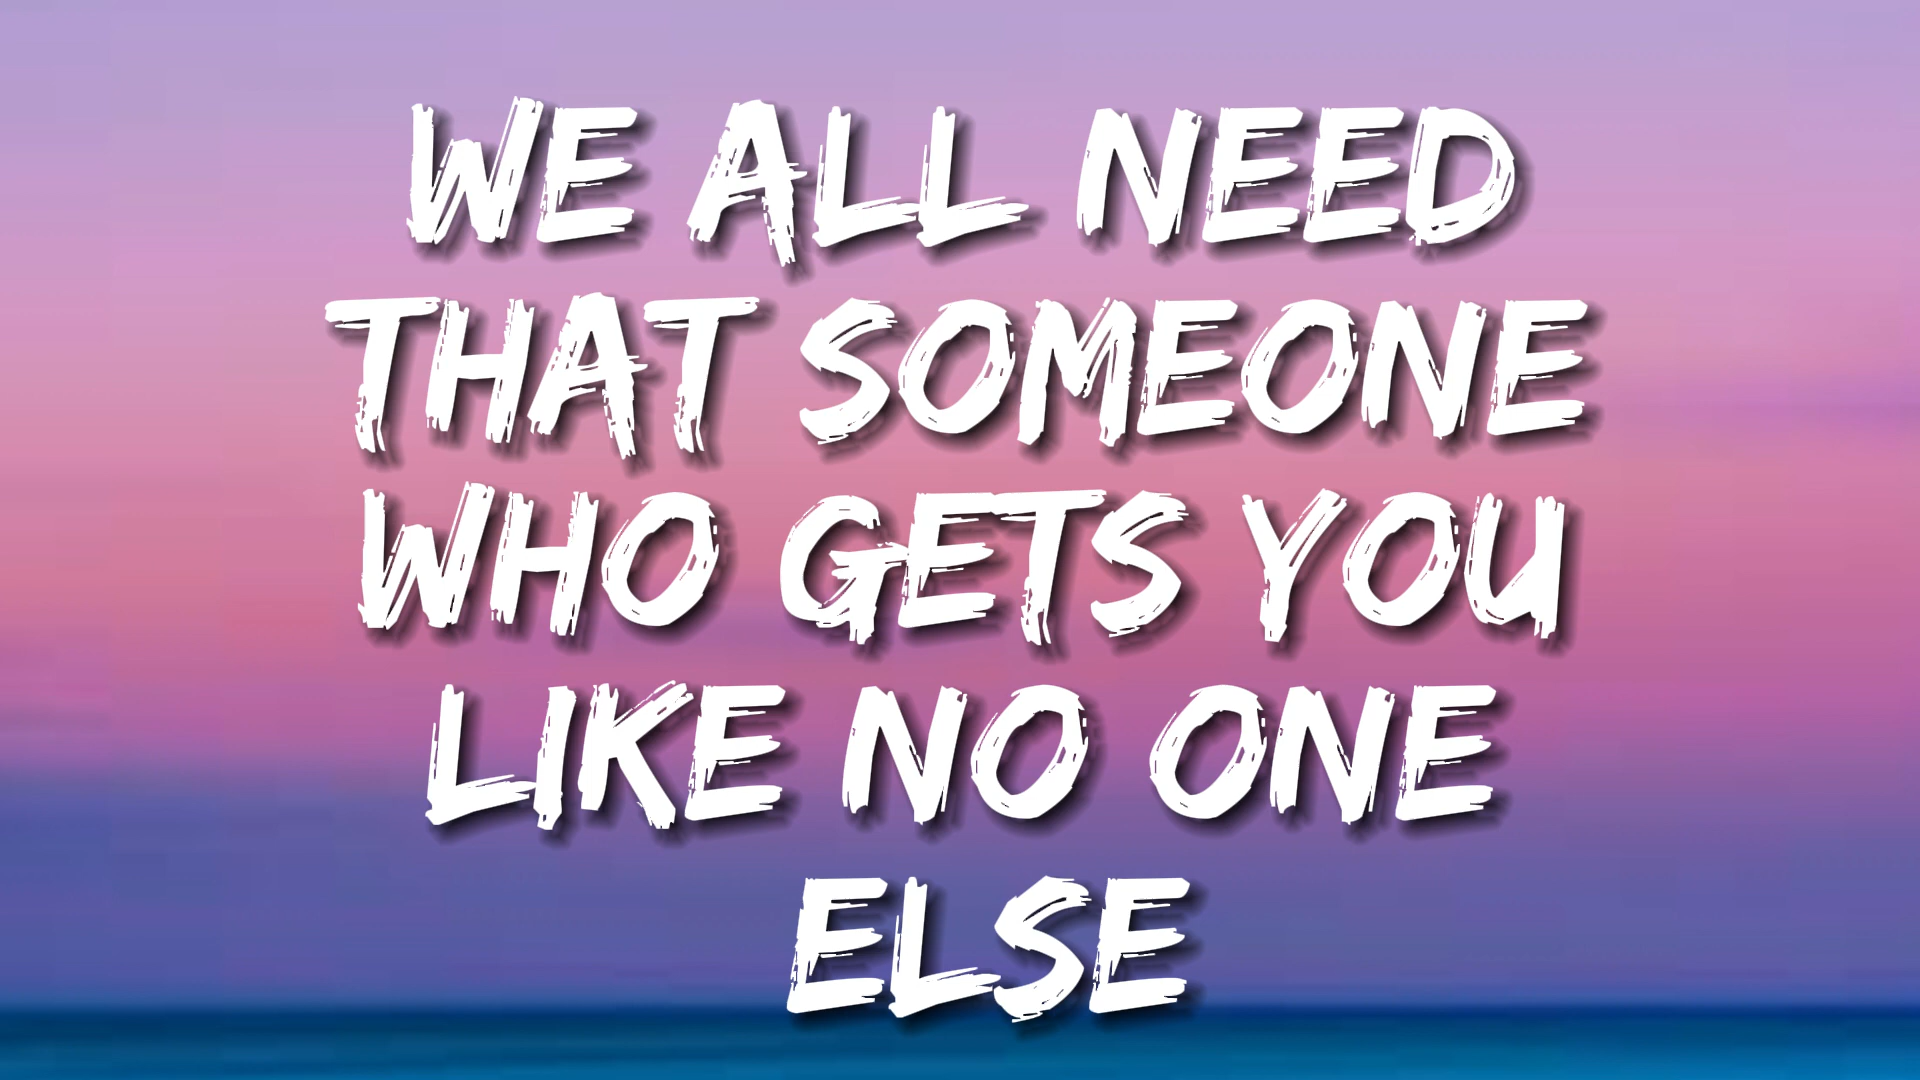 WE ALL NEED
THAT SOMEONE
WHO GETS YOU
LIKE NO ONE
ELSE